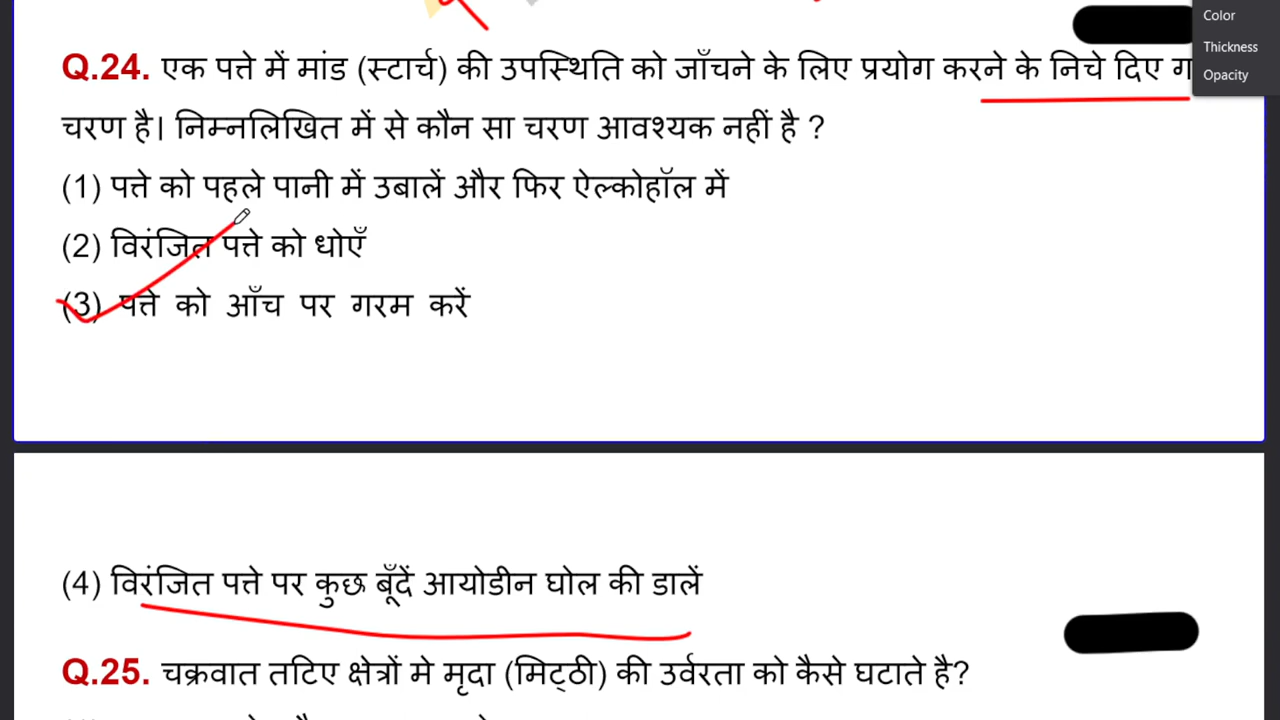 Color
Thickness
Opacity
Q.24. एक पत्ते में मांड (स्टार्च) की उपस्थिति को जाँचने के लिए प्रयोग करने के निचे दिए ग
चरण है। निम्नलिखित में से कौन सा चरण आवश्यक नहीं है ?
(1) पत्ते को पहले पानी में उबालें और फिर ऐल्कोहॉल में
(2) विरंजित पत्ते को धोएँ
(3) पत्ते को आँच पर गरम करें
(4) विरंजित पत्ते पर कुछ बूँदें आयोडीन घोल की डालें
Q.25. चक्रवात तटिए क्षेत्रों मे मृदा (मिट्ठी) की उर्वरता को कैसे घटाते है?